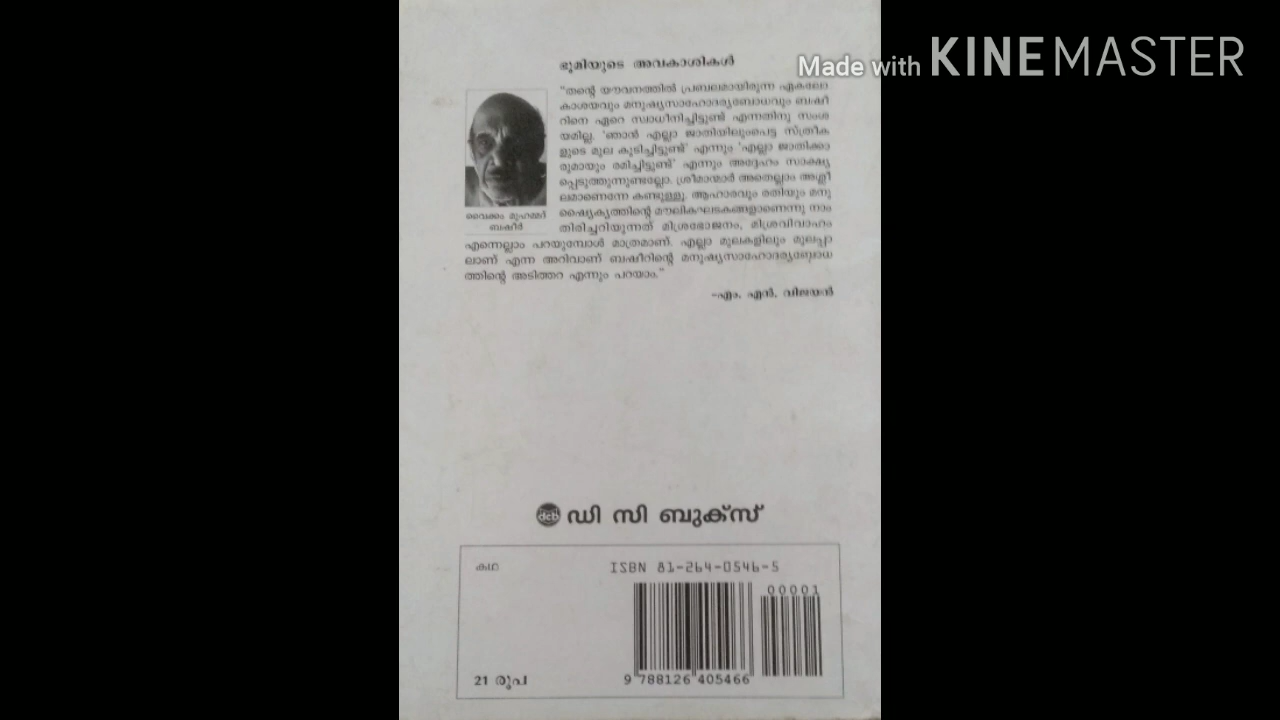 Made with KINEMASTER
ഭൂമിയുടെ അവകാശികൾ
"തന്റെ യൗവനത്തിൽ പ്രബലമായിരുന്ന ഏകലോ
കാശയവും മനുഷ്യസാഹോദര്യബോധവും ബഷീ
റിനെ ഏറെ സ്വാധീനിച്ചിട്ടുണ്ട് എന്നതിനു സംശ
യമില്ല. 'ഞാൻ എല്ലാ ജാതിയിലുംപെട്ട സ്ത്രീക
ളുടെ മുല കുടിച്ചിട്ടുണ്ട്' എന്നും 'എല്ലാ ജാതിക്കാ
രുമായും രമിച്ചിട്ടുണ്ട്' എന്നും അദ്ദേഹം സാക്ഷ്യ
പ്പെടുത്തുന്നുണ്ടല്ലോ. ശ്രീമാന്മാർ അതെല്ലാം അശ്ലീ
ലമാണെന്നേ കണ്ടുള്ളൂ. ആഹാരവും രതിയും മനു
ഷ്യൈക്യത്തിന്റെ മൗലികഘടകങ്ങളാണെന്നു നാം
തിരിച്ചറിയുന്നത് മിശ്രഭോജനം, മിശ്രവിവാഹം
എന്നെല്ലാം പറയുമ്പോൾ മാത്രമാണ്. എല്ലാ മുലകളിലും മുലപ്പാ
ലാണ് എന്ന അറിവാണ് ബഷീറിന്റെ മനുഷ്യസാഹോദര്യബോധ
ത്തിന്റെ അടിത്തറ എന്നും പറയാം."
-എം. എൻ. വിജയൻ
വൈക്കം മുഹമ്മദ്
ബഷീർ
dcb ഡി സി ബുക്സ്
കഥ
ISBN 81-264-0546-5
00001
9 788126 405466
21 രൂപ